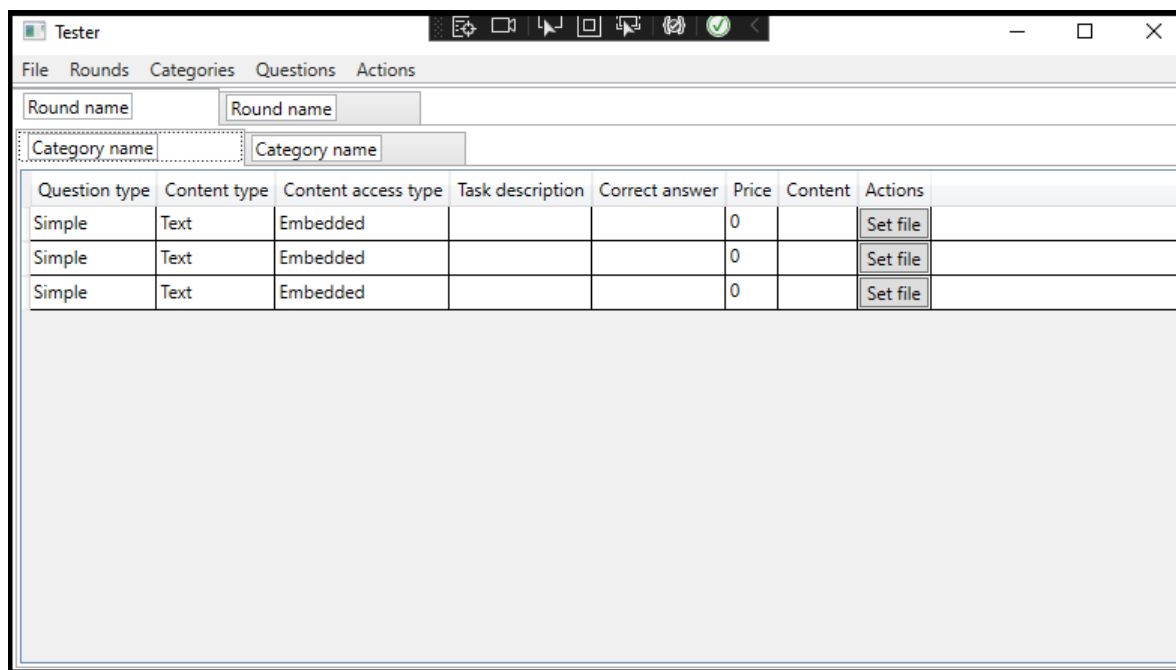 Tester
File Rounds Categories Questions Actions
Round name Round name
Category name Category name
Question type Content type Content access type Task description Correct answer Price Content Actions
Simple Text Embedded 0 Set file
Simple Text Embedded 0 Set file
Simple Text Embedded 0 Set file